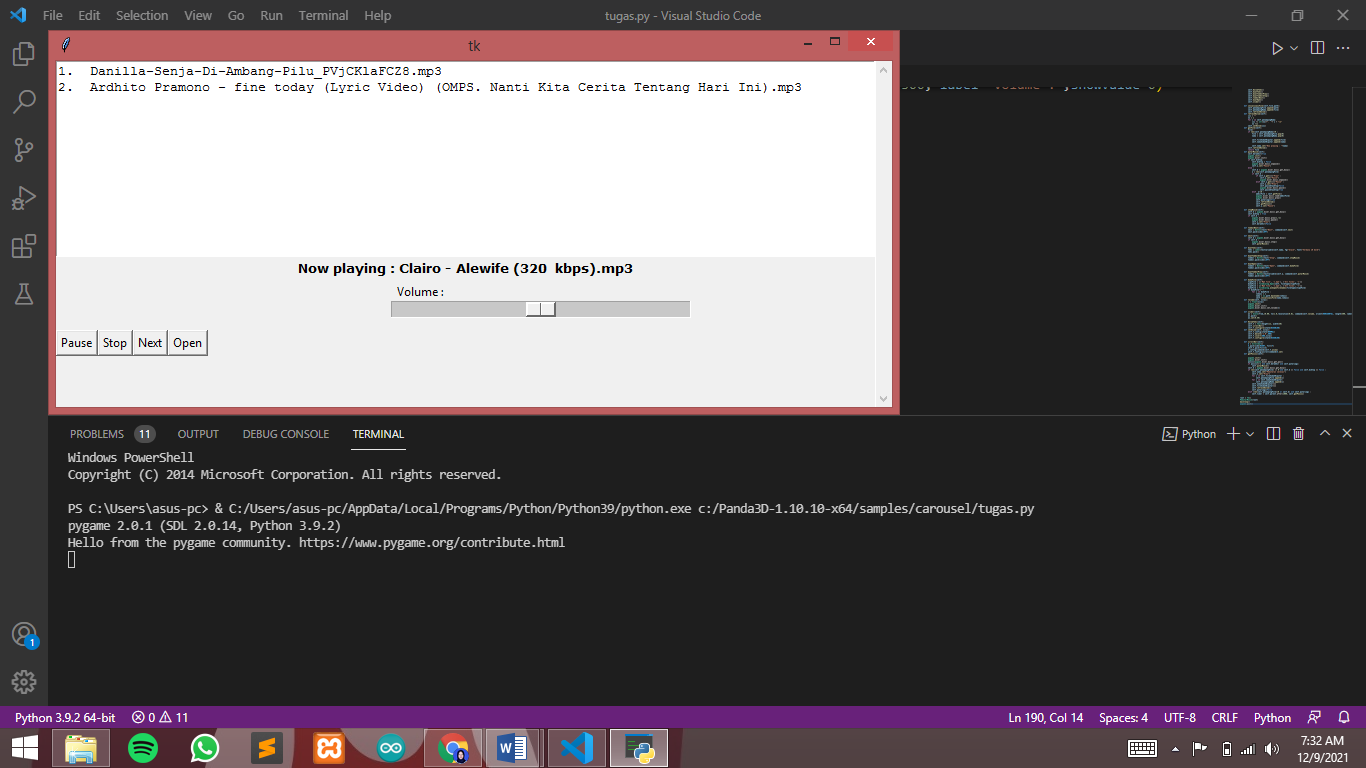 File Edit Selection View Go Run Terminal Help tugas.py - Visual Studio Code
tk
1. Danilla-Senja-Di-Ambang-Pilu_PVjCKlaFCZ8.mp3
2. Ardhito Pramono - fine today (Lyric Video) (OMPS. Nanti Kita Cerita Tentang Hari Ini).mp3
Now playing : Clairo - Alewife (320 kbps).mp3
Volume :
Pause Stop Next Open
PROBLEMS 11 OUTPUT DEBUG CONSOLE TERMINAL Python
Windows PowerShell
Copyright (C) 2014 Microsoft Corporation. All rights reserved.
PS C:\Users\asus-pc> & C:/Users/asus-pc/AppData/Local/Programs/Python/Python39/python.exe c:/Panda3D-1.10.10-x64/samples/carousel/tugas.py
pygame 2.0.1 (SDL 2.0.14, Python 3.9.2)
Hello from the pygame community. https://www.pygame.org/contribute.html
1
Python 3.9.2 64-bit 0 11 Ln 190, Col 14 Spaces: 4 UTF-8 CRLF Python
7:32 AM
12/9/2021